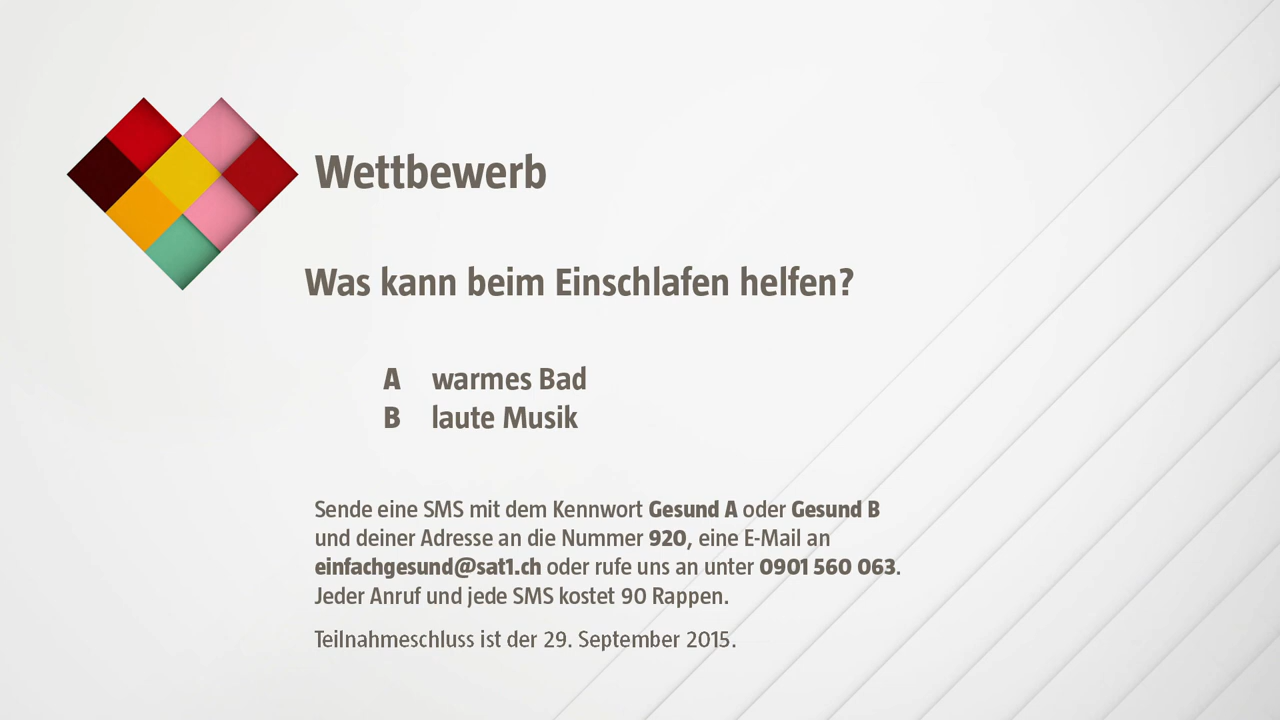 Wettbewerb
Was kann beim Einschlafen helfen?
A warmes Bad
B laute Musik
Sende eine SMS mit dem Kennwort Gesund A oder Gesund B
und deiner Adresse an die Nummer 920, eine E-Mail an
einfachgesund@sat1.ch oder rufe uns an unter 0901 560 063.
Jeder Anruf und jede SMS kostet 90 Rappen.
Teilnahmeschluss ist der 29. September 2015.